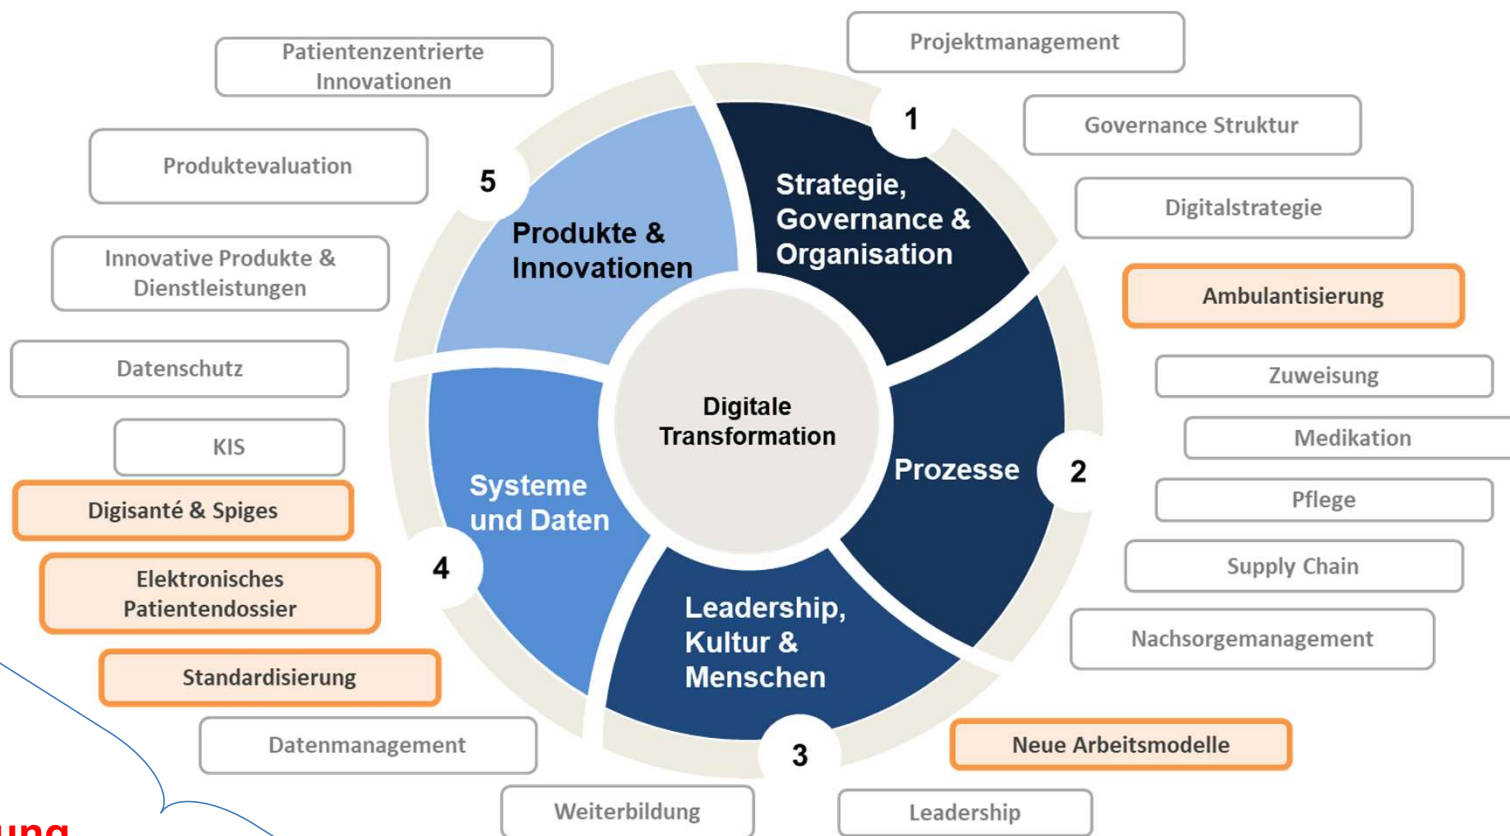 Projektmanagement
Governance Struktur
Digitalstrategie
Ambulantisierung
Zuweisung
Medikation
Pflege
Supply Chain
Nachsorgemanagement
Neue Arbeitsmodelle
Leadership
Weiterbildung
Datenmanagement
Standardisierung
Elektronisches
Patientendossier
Digisanté & Spiges
KIS
Datenschutz
Innovative Produkte &
Dienstleistungen
Produktevaluation
Patientenzentrierte
Innovationen
1
Strategie,
Governance &
Organisation
2
Prozesse
3
Leadership,
Kultur &
Menschen
4
Systeme
und Daten
5
Produkte &
Innovationen
Digitale
Transformation